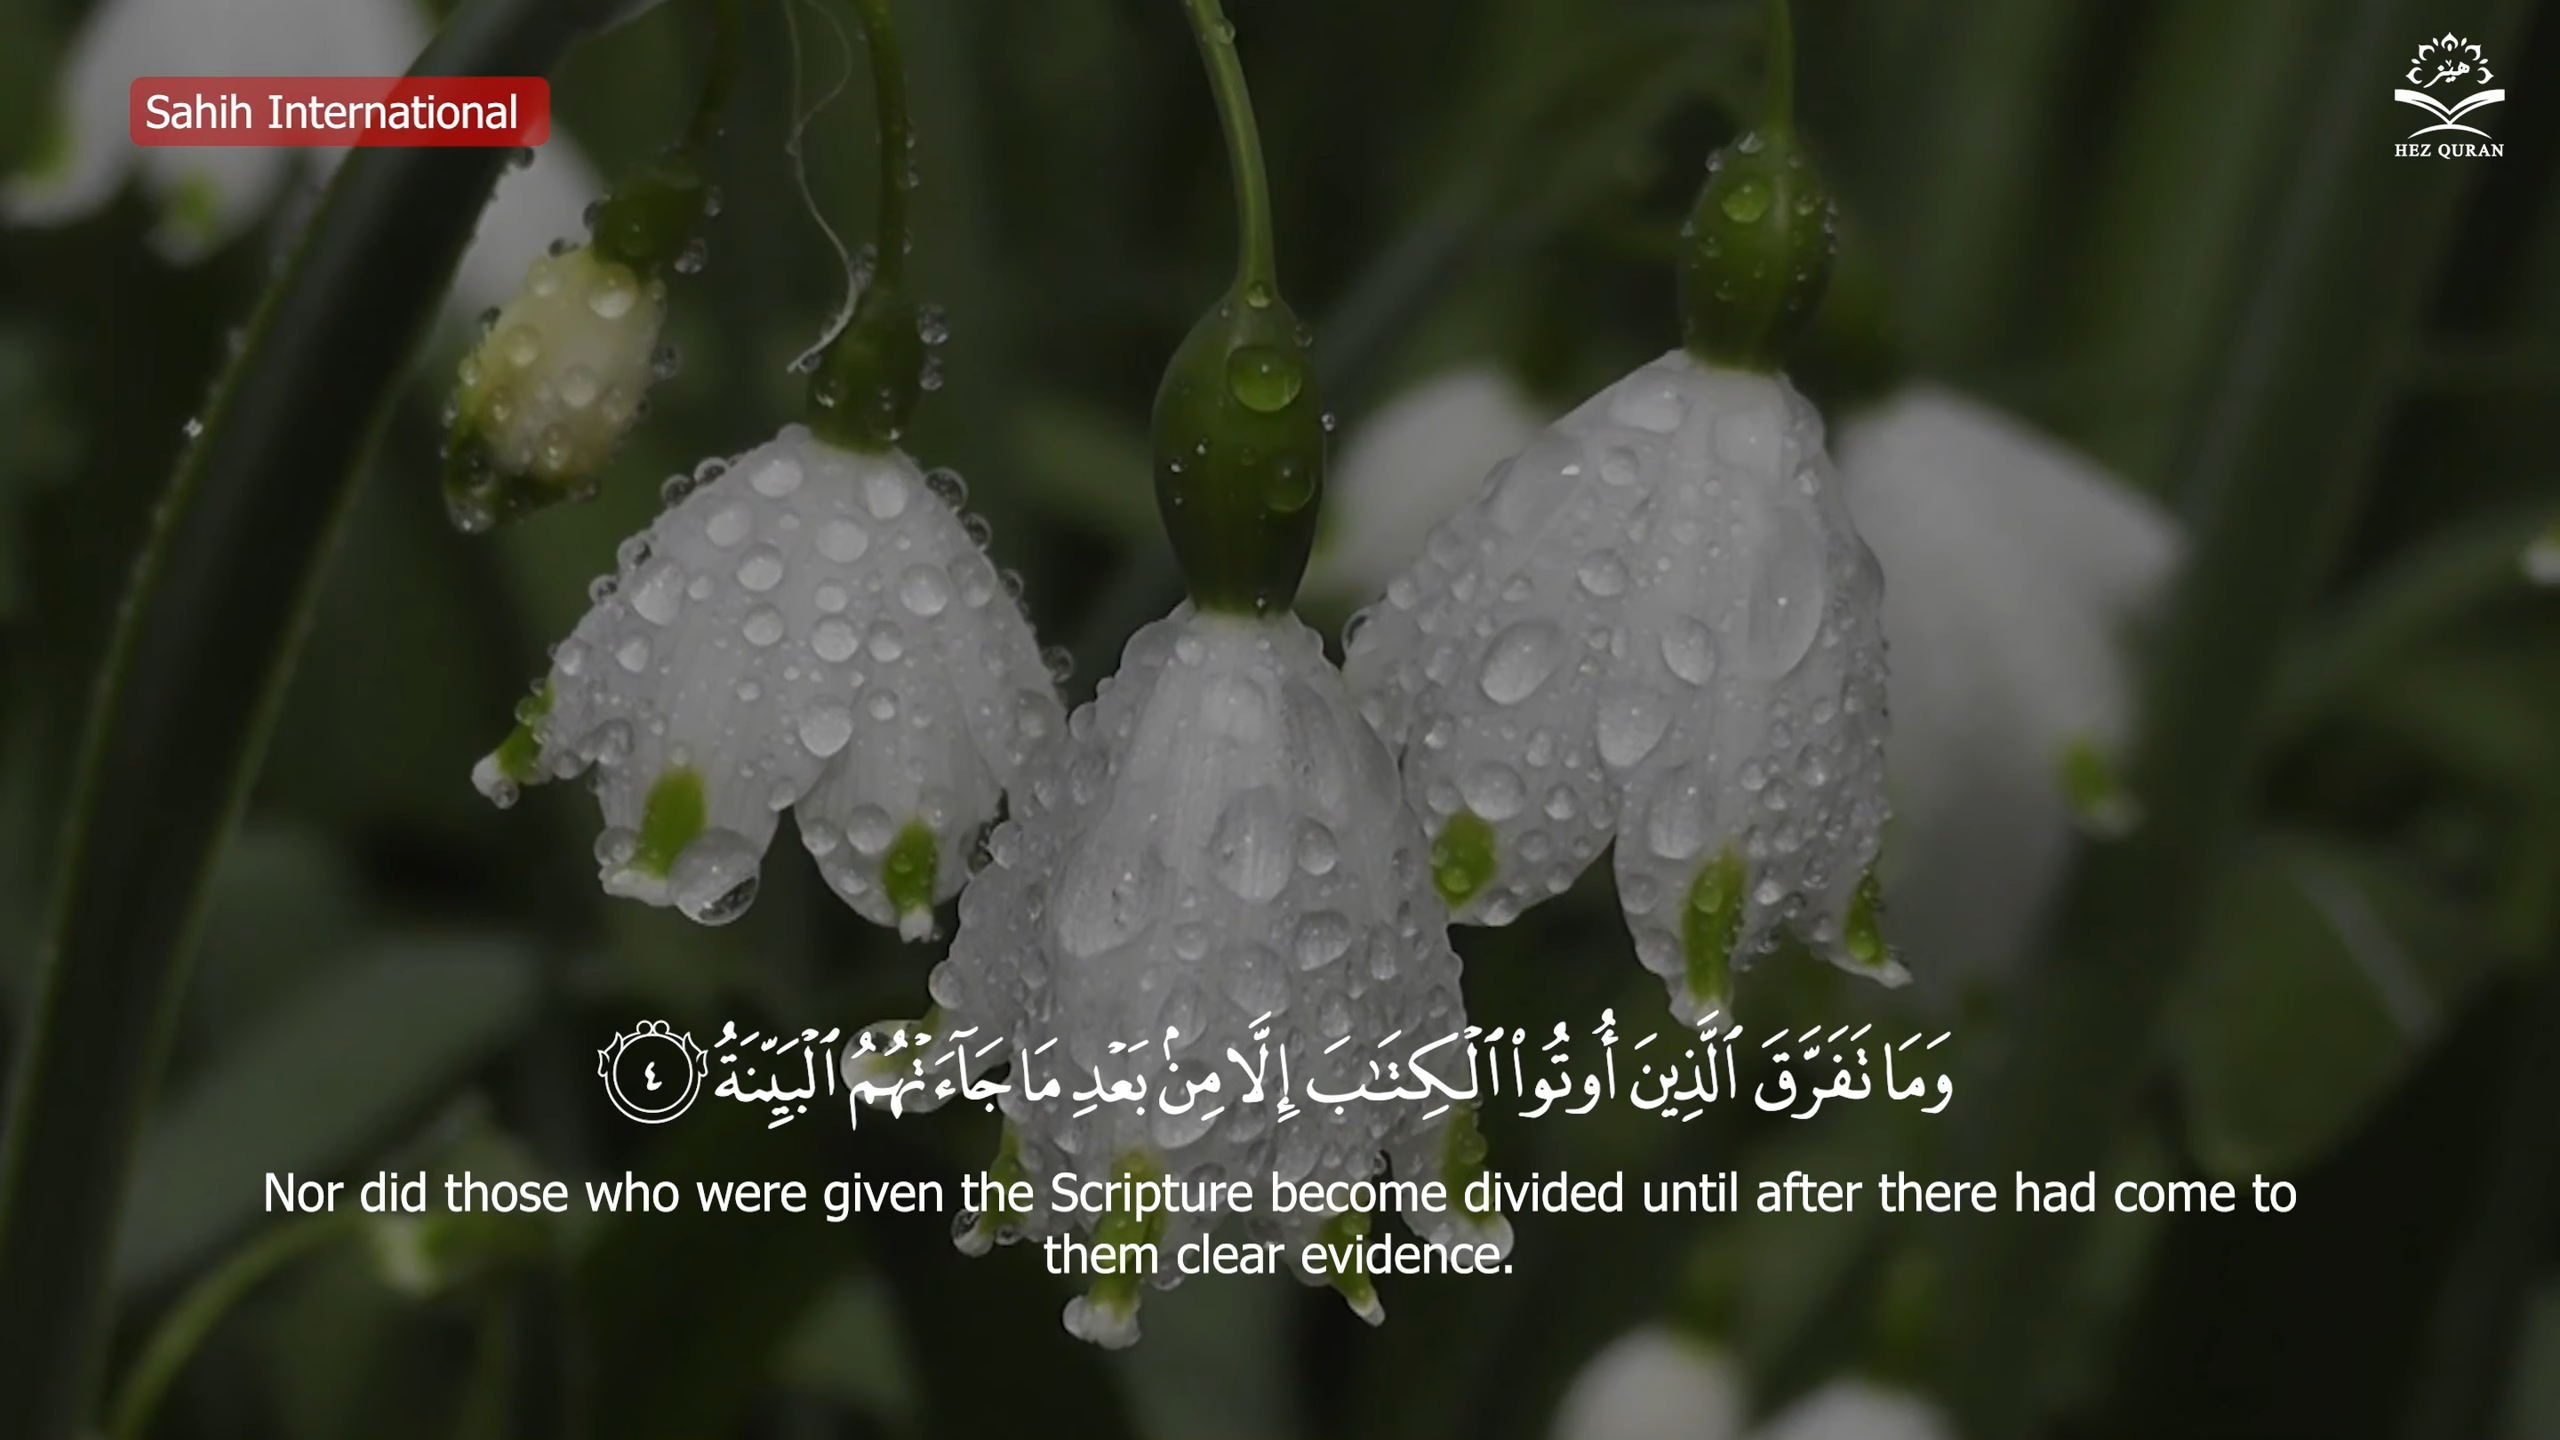 Sahih International
هيز
HEZ QURAN
وَمَا تَفَرَّقَ ٱلَّذِينَ أُوتُوا۟ ٱلْكِتَـٰبَ إِلَّا مِنۢ بَعْدِ مَا جَآءَتْهُمُ ٱلْبَيِّنَةُ ٤
Nor did those who were given the Scripture become divided until after there had come to
them clear evidence.